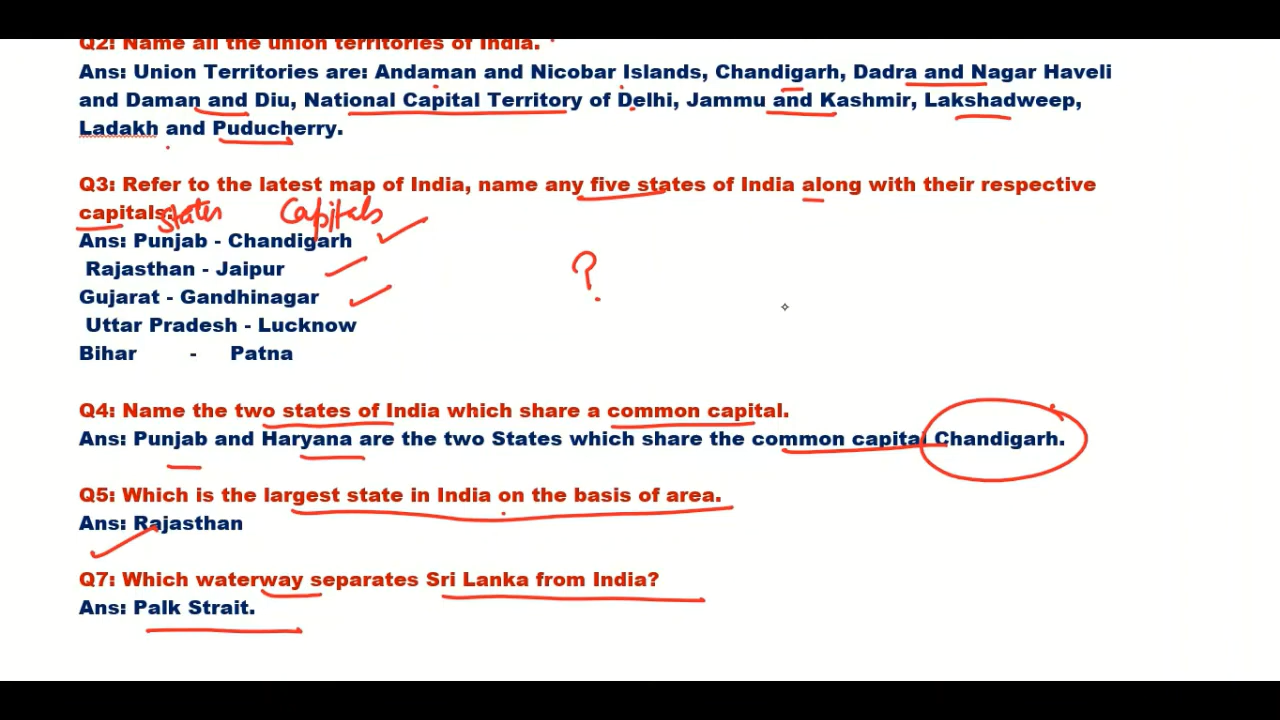 Q2: Name all the union territories of India.
Ans: Union Territories are: Andaman and Nicobar Islands, Chandigarh, Dadra and Nagar Haveli
and Daman and Diu, National Capital Territory of Delhi, Jammu and Kashmir, Lakshadweep,
Ladakh and Puducherry.
Q3: Refer to the latest map of India, name any five states of India along with their respective
capitals.
States Capitals
Ans: Punjab - Chandigarh
Rajasthan - Jaipur
?
Gujarat - Gandhinagar
Uttar Pradesh - Lucknow
Bihar - Patna
Q4: Name the two states of India which share a common capital.
Ans: Punjab and Haryana are the two States which share the common capital Chandigarh.
Q5: Which is the largest state in India on the basis of area.
Ans: Rajasthan
Q7: Which waterway separates Sri Lanka from India?
Ans: Palk Strait.